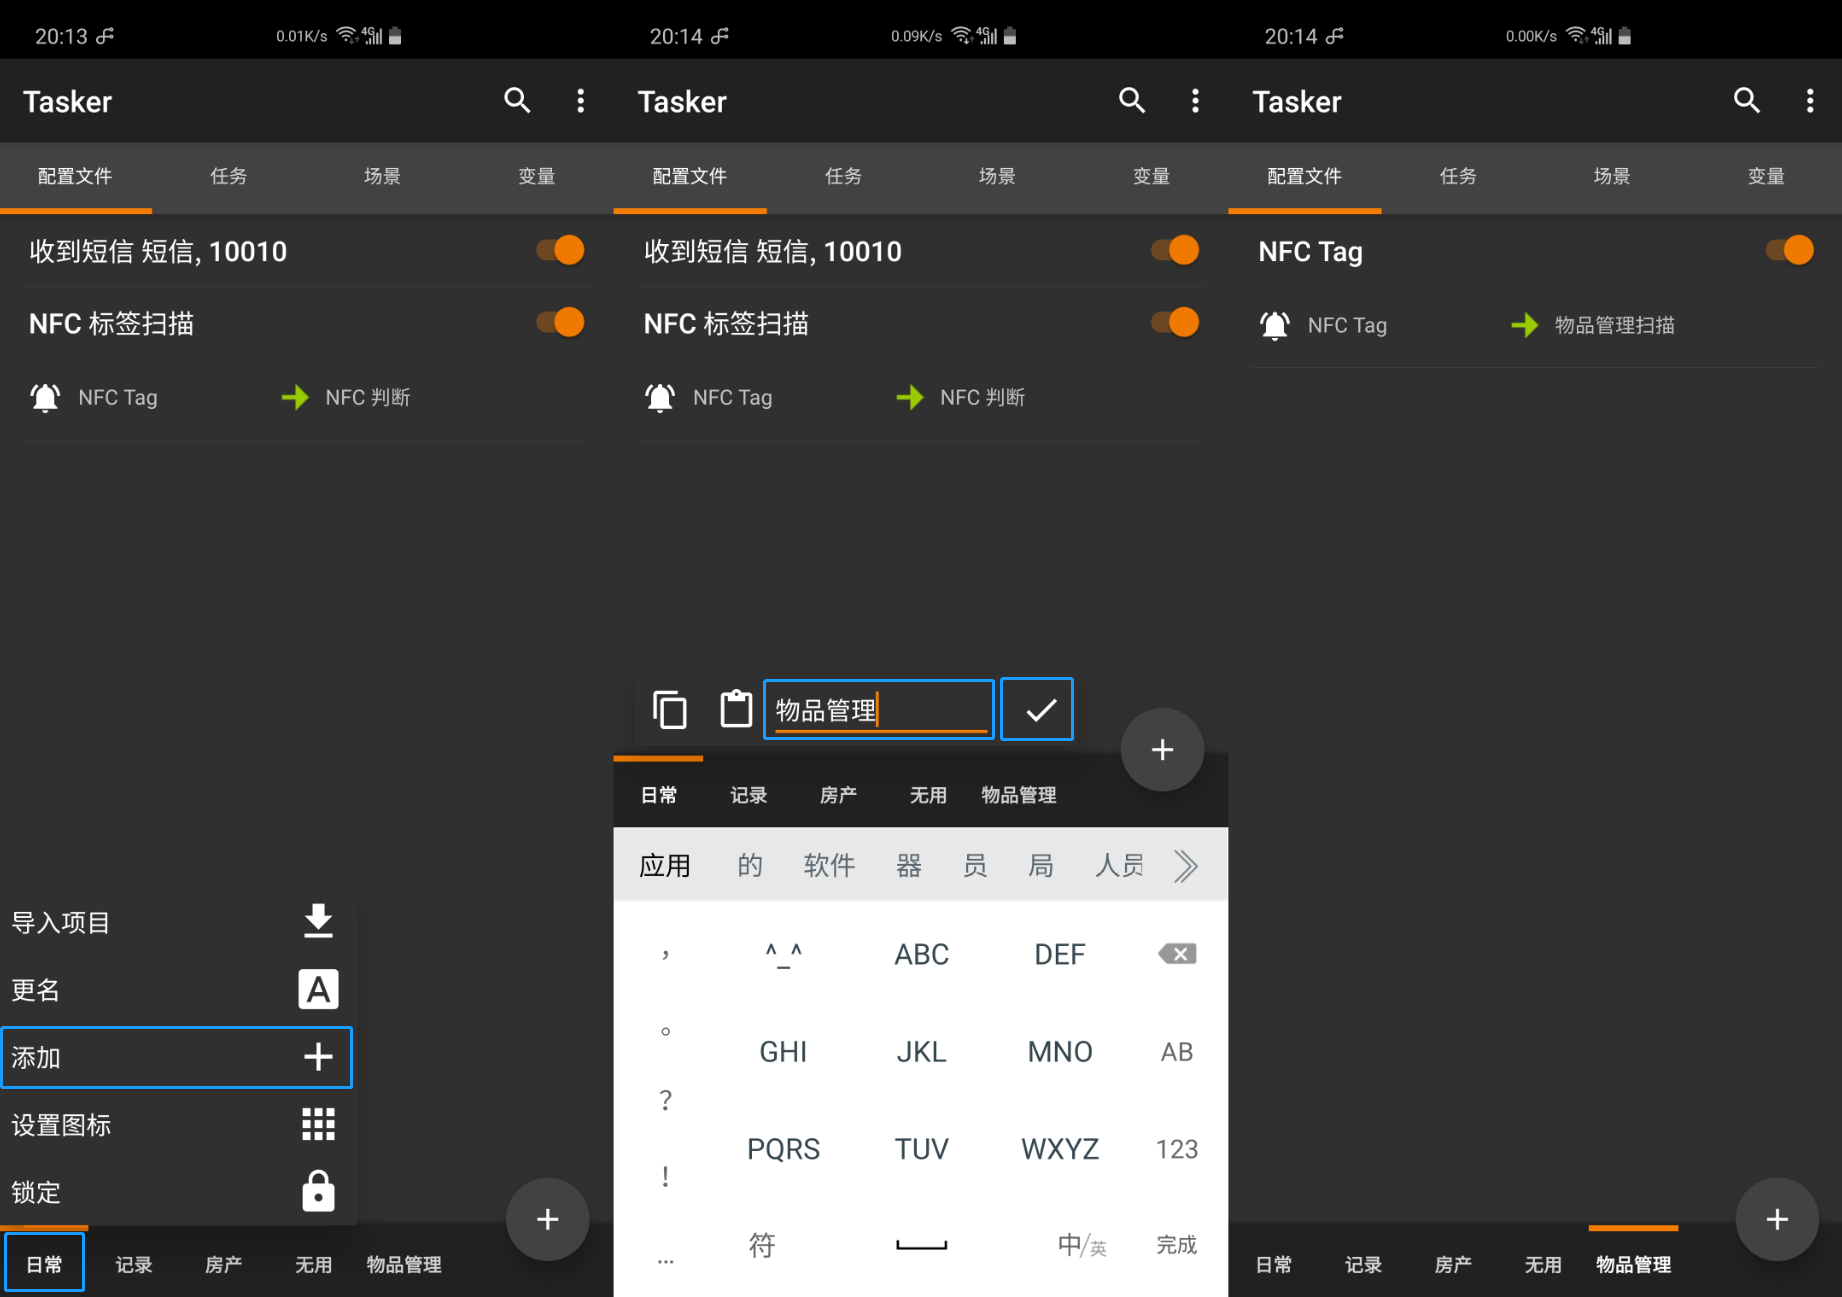 20:13
0.01K/s 4G
Tasker
配置文件 任务 场景 变量
收到短信 短信, 10010
NFC 标签扫描
NFC Tag NFC 判断
导入项目
更名 A
添加
设置图标
锁定
日常 记录 房产 无用 物品管理
20:14
0.09K/s 4G
Tasker
配置文件 任务 场景 变量
收到短信 短信, 10010
NFC 标签扫描
NFC Tag NFC 判断
物品管理
日常 记录 房产 无用 物品管理
应用 的 软件 器 员 局 人员
， ^_^ ABC DEF
。 GHI JKL MNO AB
？
PQRS TUV WXYZ 123
！
... 符 中/英 完成
20:14
0.00K/s 4G
Tasker
配置文件 任务 场景 变量
NFC Tag
NFC Tag 物品管理扫描
日常 记录 房产 无用 物品管理